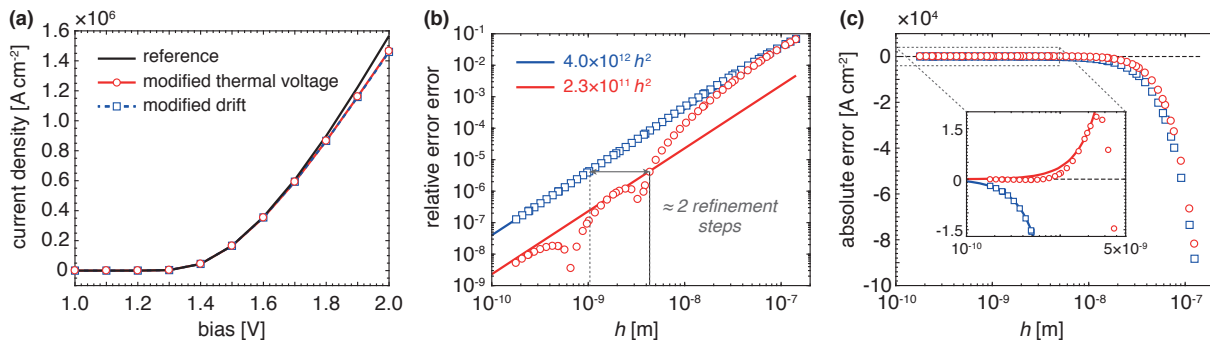 (a)
×10⁶
1.6
1.4
1.2
1.0
0.8
0.6
0.4
0.2
0
current density [A cm⁻²]
reference
modified thermal voltage
modified drift
1.0
1.2
1.4
1.6
1.8
2.0
bias [V]
(b)
10⁻¹
10⁻²
10⁻³
10⁻⁴
10⁻⁵
10⁻⁶
10⁻⁷
10⁻⁸
10⁻⁹
relative error
4.0×10¹² h²
2.3×10¹¹ h²
≈ 2 refinement
steps
10⁻¹⁰
10⁻⁹
10⁻⁸
10⁻⁷
h [m]
(c)
×10⁴
0
-2
-4
-6
-8
-10
absolute error [A cm⁻²]
1.5
0
-1.5
10⁻¹⁰
5×10⁻⁹
10⁻¹⁰
10⁻⁹
10⁻⁸
10⁻⁷
h [m]